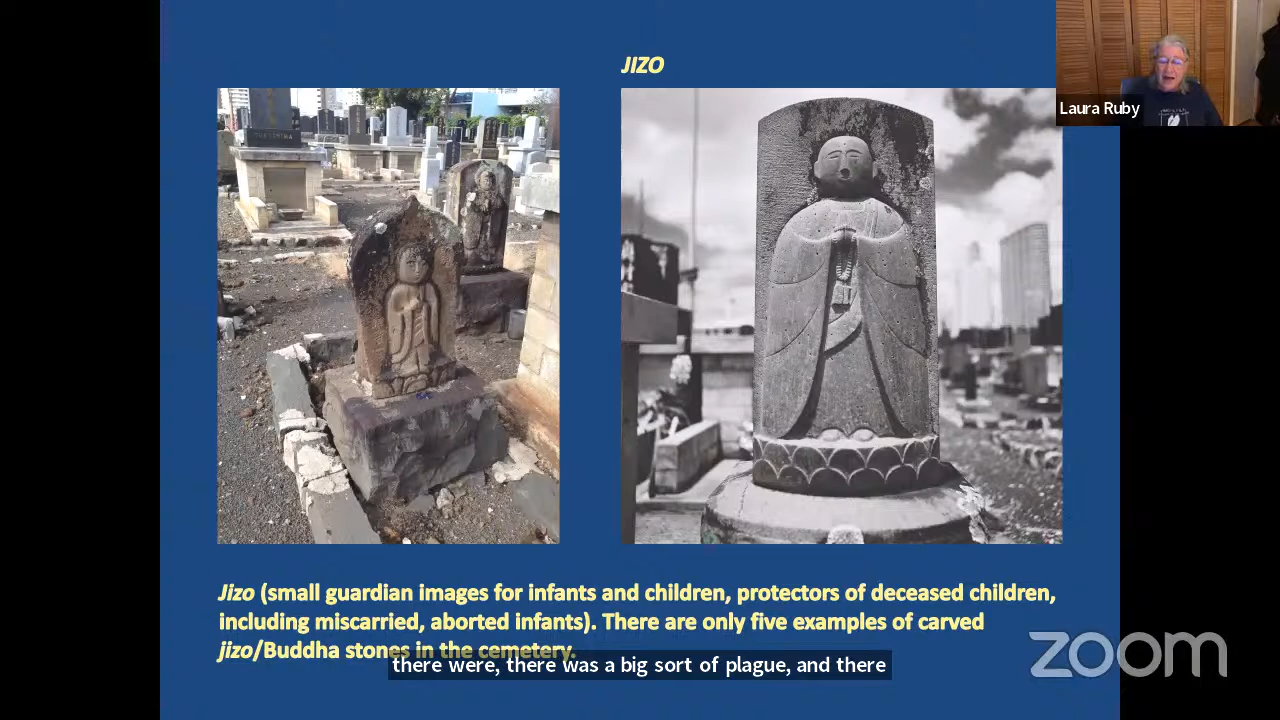 JIZO
Laura Ruby
Jizo (small guardian images for infants and children, protectors of deceased children,
including miscarried, aborted infants). There are only five examples of carved
jizo/Buddha stones in the cemetery.
there were, there was a big sort of plague, and there
zoom